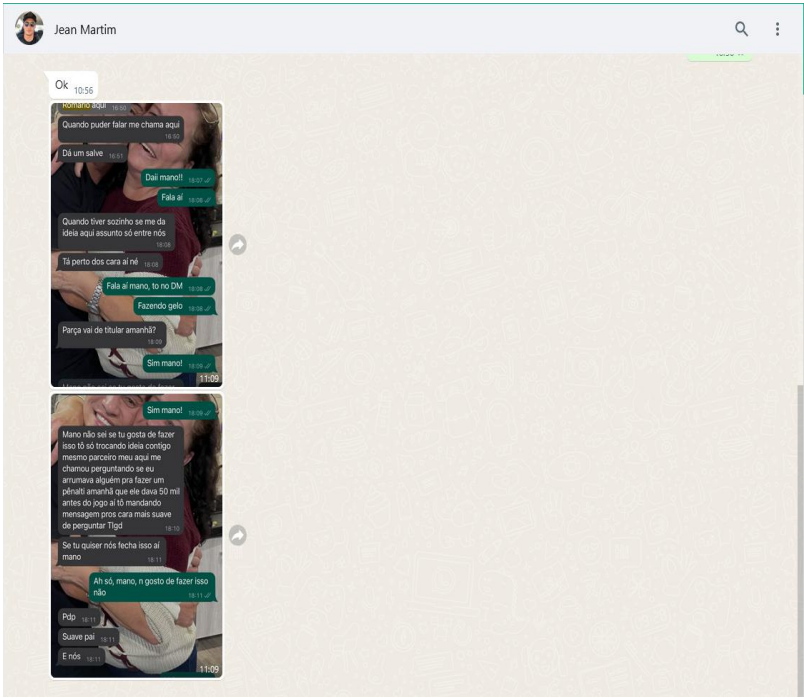 Jean Martim
Ok 10:56
Romário aqui 16:50
Quando puder falar me chama aqui
16:50
Dá um salve 16:51
Daii mano!! 18:07
Fala aí 18:08
Quando tiver sozinho se me da
ideia aqui assunto só entre nós
18:08
Tá perto dos cara aí né 18:08
Fala aí mano, to no DM 18:08
Fazendo gelo 18:08
Parça vai de titular amanhã?
18:09
Sim mano! 18:09
11:09
Sim mano! 18:09
Mano não sei se tu gosta de fazer
isso tô só trocando ideia contigo
mesmo parceiro meu aqui me
chamou perguntando se eu
arrumava alguém pra fazer um
pênalti amanhã que ele dava 50 mil
antes do jogo aí tô mandando
mensagem pros cara mais suave
de perguntar Tlgd
18:10
Se tu quiser nós fecha isso aí
mano
18:11
Ah só, mano, n gosto de fazer isso
não
18:11
Pdp 18:11
Suave pai 18:11
E nós 18:11
11:09